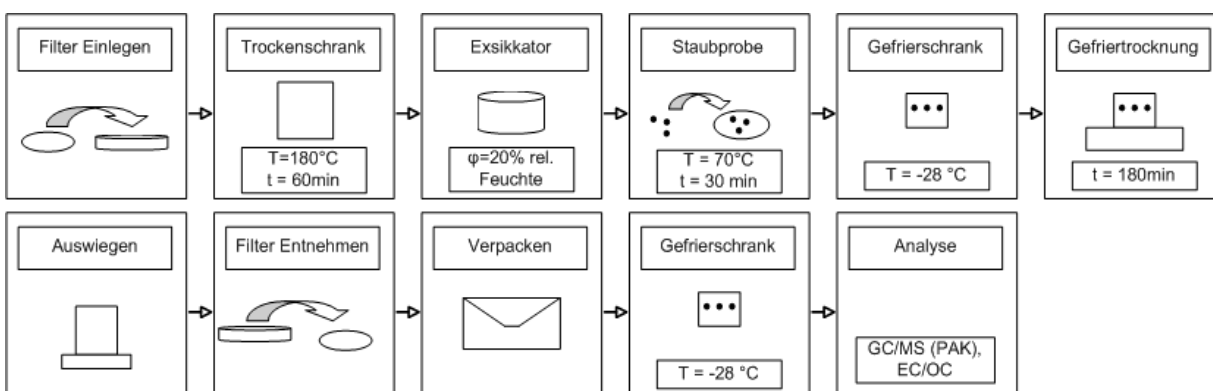 Filter Einlegen
Trockenschrank
T=180°C
t = 60min
Exsikkator
φ=20% rel.
Feuchte
Staubprobe
T = 70°C
t = 30 min
Gefrierschrank
T = -28 °C
Gefriertrocknung
t = 180min
Auswiegen
Filter Entnehmen
Verpacken
Gefrierschrank
T = -28 °C
Analyse
GC/MS (PAK),
EC/OC